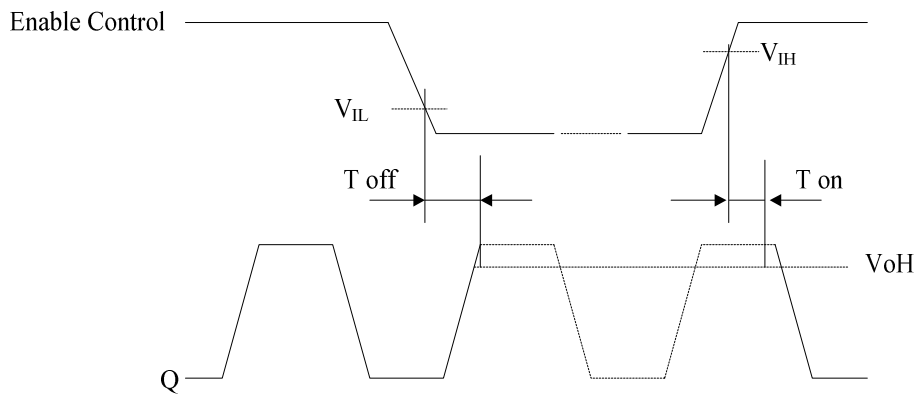 Enable Control
VIH
VIL
T off
T on
VoH
Q